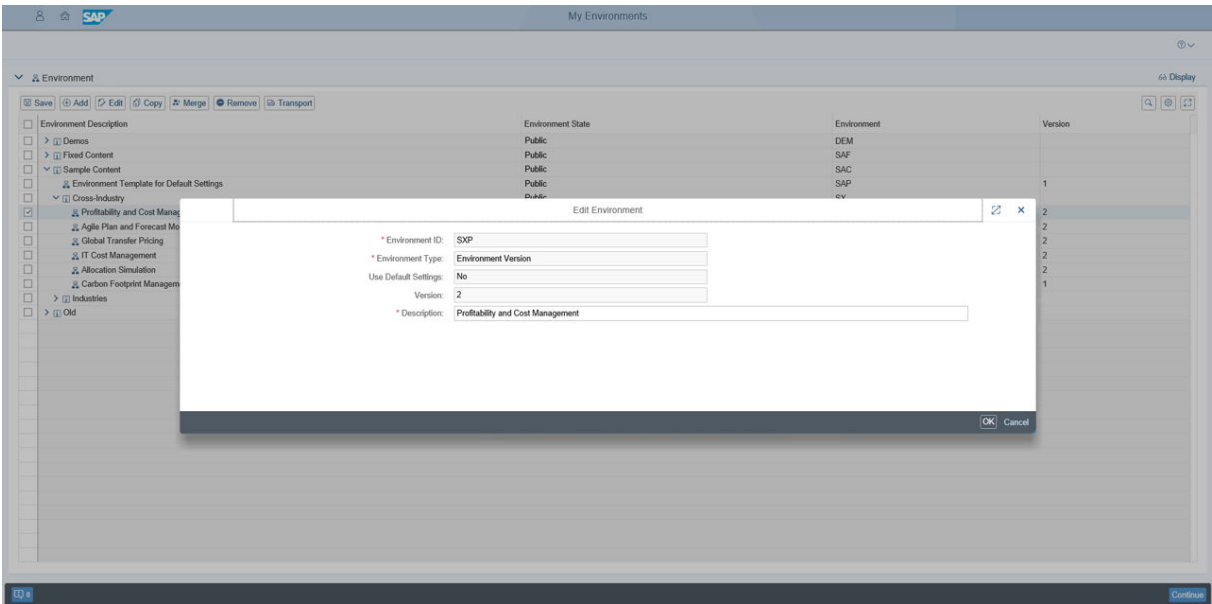 SAP My Environments
Environment Display
Save Add Edit Copy Merge Remove Transport
Environment Description Environment State Environment Version
Demos Public DEM
Fixed Content Public SAF
Sample Content Public SAC
Environment Template for Default Settings Public SAP 1
Cross-Industry Public SX
Profitability and Cost Manag 2
Agile Plan and Forecast Mo 2
Global Transfer Pricing 2
IT Cost Management 2
Allocation Simulation 2
Carbon Footprint Managem 1
Industries
Old
Edit Environment
* Environment ID: SXP
* Environment Type: Environment Version
Use Default Settings: No
Version: 2
* Description: Profitability and Cost Management
OK Cancel
0 Continue